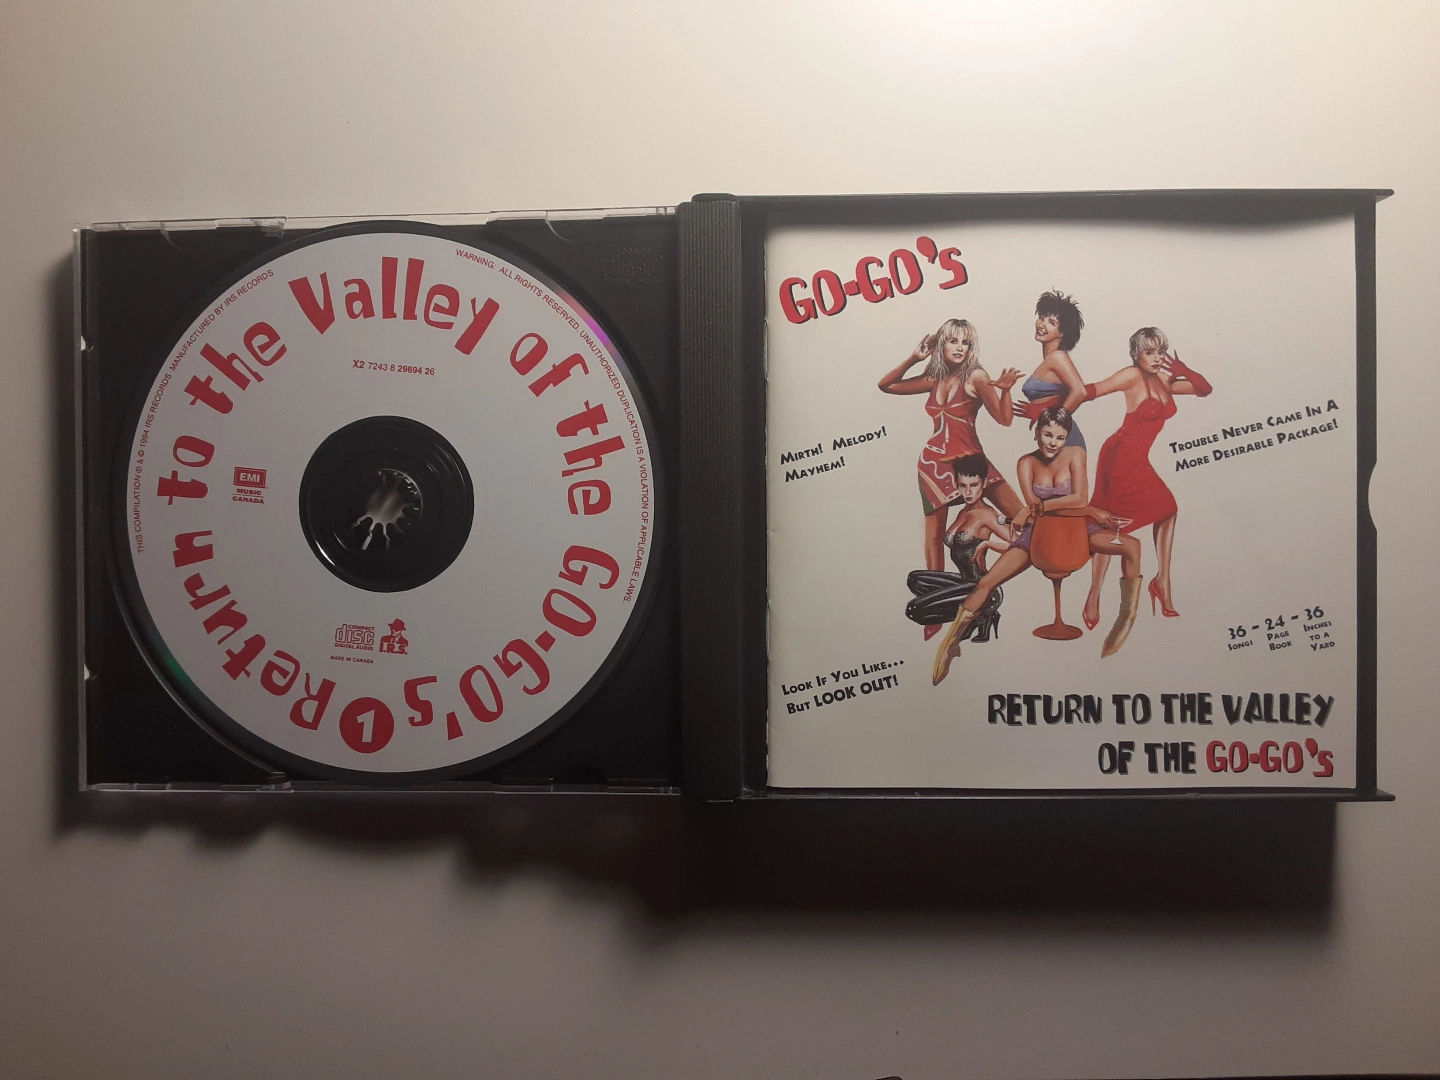 Return to the Valley of the GO-GO's 1
THIS COMPILATION ℗ & © 1994 IRS RECORDS. MANUFACTURED BY IRS RECORDS
WARNING: ALL RIGHTS RESERVED. UNAUTHORIZED DUPLICATION IS A VIOLATION OF APPLICABLE LAWS.
X2 7243 8 29694 26
EMI
MUSIC
CANADA
COMPACT
disc
DIGITAL AUDIO
I.R.S.
MADE IN CANADA
GO-GO's
MIRTH! MELODY!
MAYHEM!
TROUBLE NEVER CAME IN A
MORE DESIRABLE PACKAGE!
36 - 24 - 36
SONGS PAGE INCHES
BOOK TO A
YARD
LOOK IF YOU LIKE...
BUT LOOK OUT!
RETURN TO THE VALLEY
OF THE GO-GO's